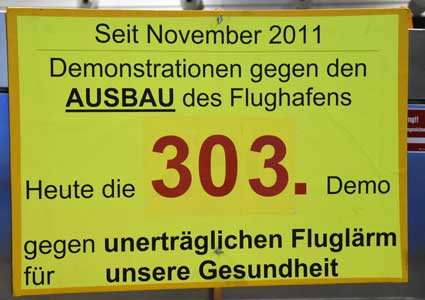 Seit November 2011
Demonstrationen gegen den
AUSBAU des Flughafens
Heute die 303. Demo
gegen unerträglichen Fluglärm
für unsere Gesundheit